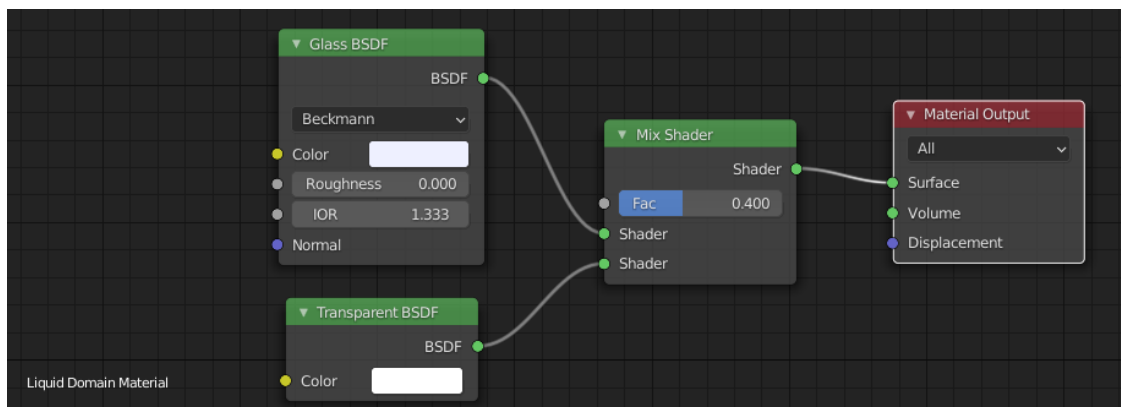 Glass BSDF
BSDF
Beckmann
Color
Roughness 0.000
IOR 1.333
Normal
Transparent BSDF
BSDF
Color
Mix Shader
Shader
Fac 0.400
Shader
Shader
Material Output
All
Surface
Volume
Displacement
Liquid Domain Material